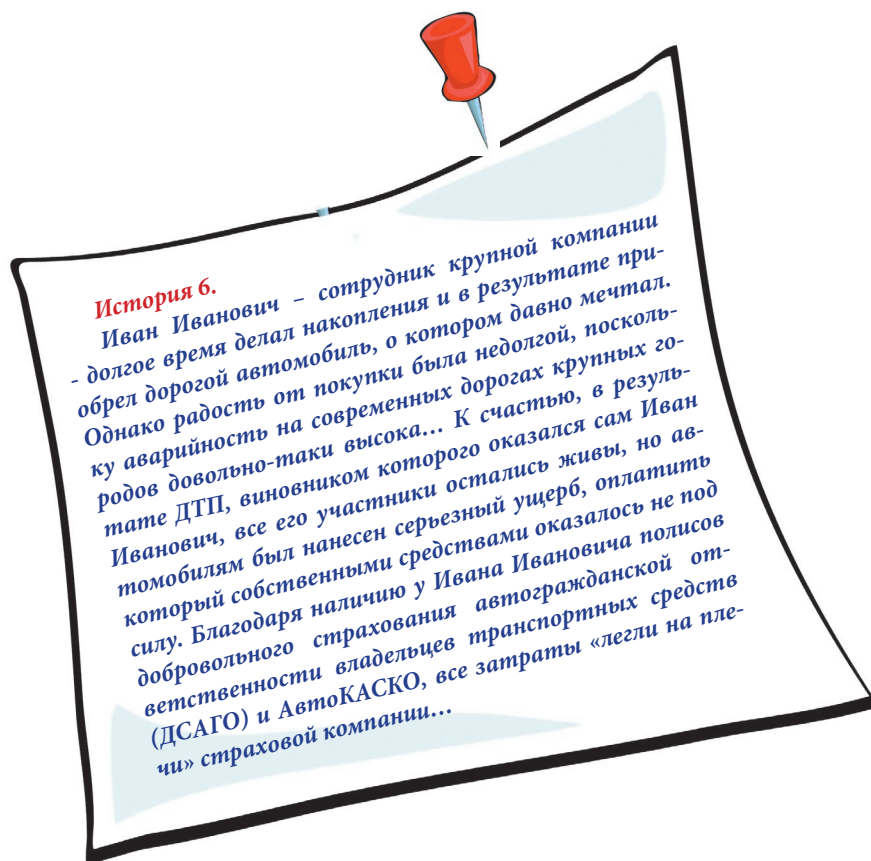 История 6.
Иван Иванович – сотрудник крупной компании
- долгое время делал накопления и в результате при-
обрел дорогой автомобиль, о котором давно мечтал.
Однако радость от покупки была недолгой, посколь-
ку аварийность на современных дорогах крупных го-
родов довольно-таки высока… К счастью, в резуль-
тате ДТП, виновником которого оказался сам Иван
Иванович, все его участники остались живы, но ав-
томобилям был нанесен серьезный ущерб, оплатить
который собственными средствами оказалось не под
силу. Благодаря наличию у Ивана Ивановича полисов
добровольного страхования автогражданской от-
ветственности владельцев транспортных средств
(ДСАГО) и АвтоКАСКО, все затраты «легли на пле-
чи» страховой компании…